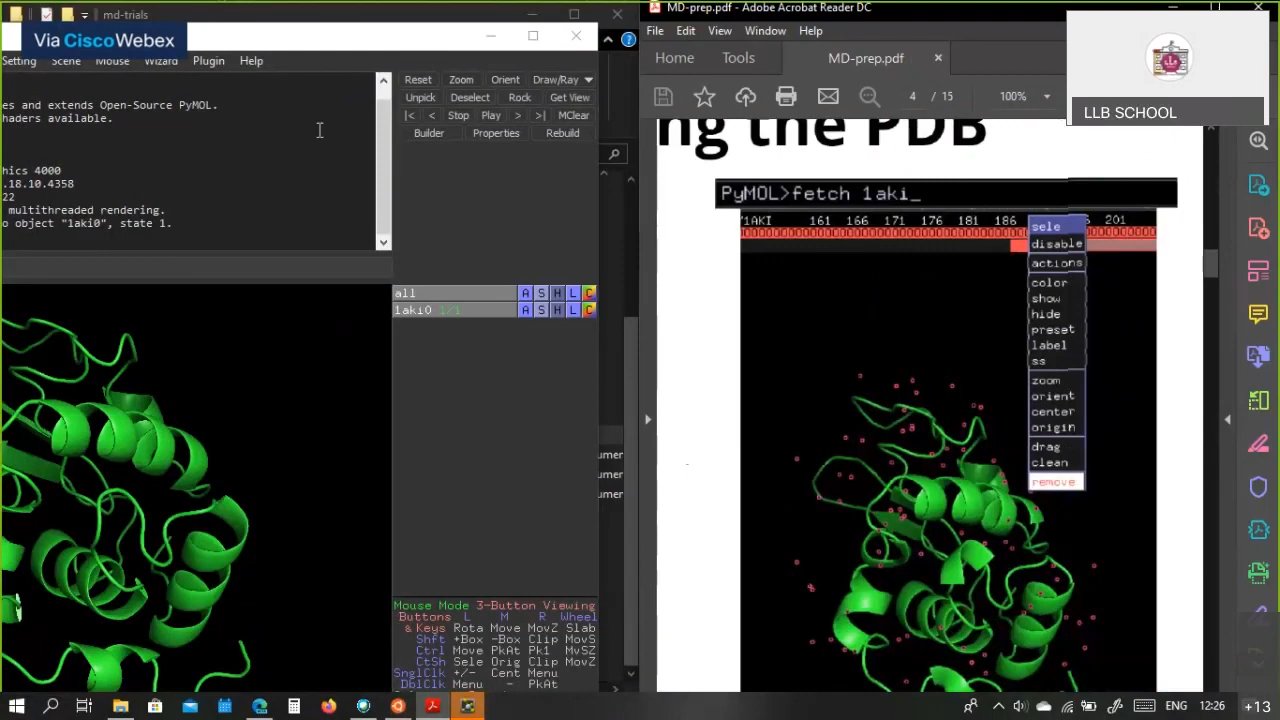 md-trials
Via CiscoWebex
Setting Scene Mouse Wizard Plugin Help
es and extends Open-Source PyMOL.
haders available.
hics 4000
.18.10.4358
22
multithreaded rendering.
o object "1aki0", state 1.
Reset Zoom Orient Draw/Ray
Unpick Deselect Rock Get View
|< < Stop Play > >| MClear
Builder Properties Rebuild
all A S H L C
1aki0 1/1 A S H L C
Mouse Mode 3-Button Viewing
Buttons L M R Wheel
& Keys Rota Move MovZ Slab
Shft +Box -Box Clip MovS
Ctrl Move PkAt Pk1 MvSZ
CtSh Sele Orig Clip MovZ
SnglClk +/- Cent Menu
DblClk Menu - PkAt
umer
umer
umer
MD-prep.pdf - Adobe Acrobat Reader DC
File Edit View Window Help
Home Tools MD-prep.pdf
4 / 15 100%
LLB SCHOOL
ng the PDB
PyMOL>fetch 1aki_
/1AKI 161 166 171 176 181 186 201
sele
disable
actions
color
show
hide
preset
label
ss
zoom
orient
center
origin
drag
clean
remove
ENG 12:26 +13